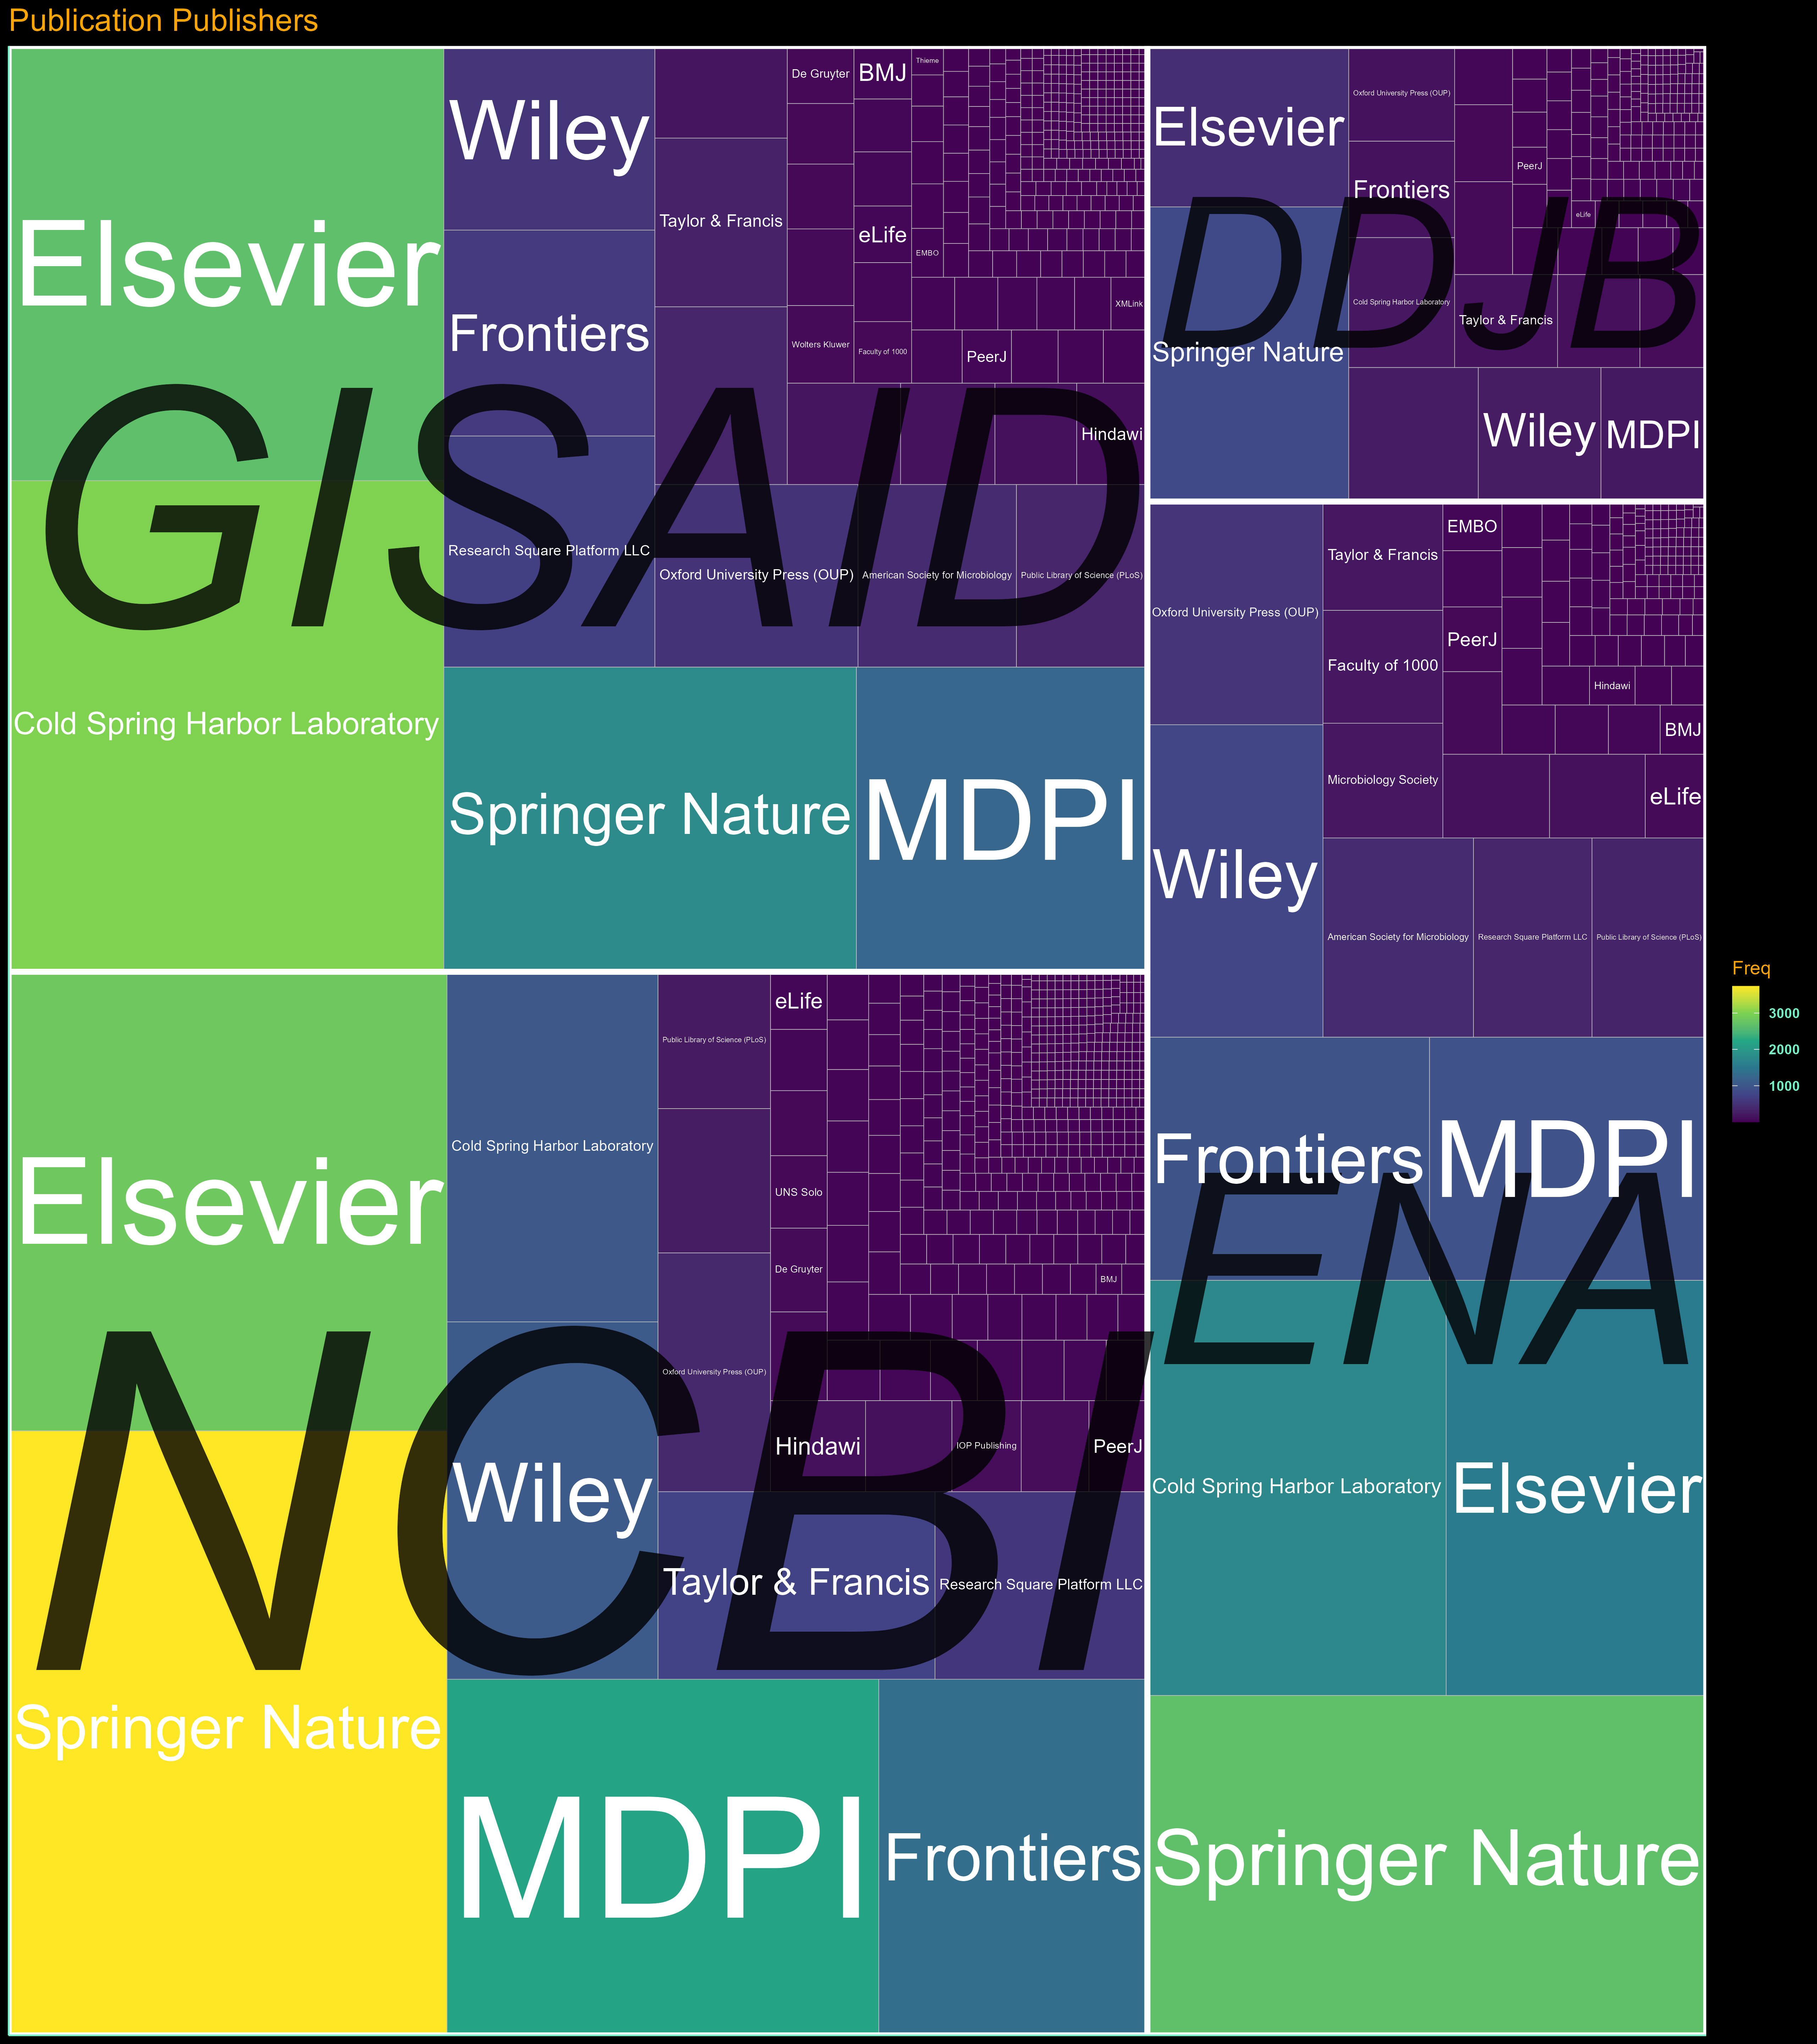 Publication Publishers
Elsevier
Cold Spring Harbor Laboratory
Wiley
Frontiers
Research Square Platform LLC
Taylor & Francis
Oxford University Press (OUP)
American Society for Microbiology
Public Library of Science (PLoS)
De Gruyter
BMJ
Thieme
eLife
EMBO
XMLink
Wolters Kluwer
Faculty of 1000
PeerJ
Hindawi
Springer Nature
MDPI
GISAID
Elsevier
Springer Nature
Oxford University Press (OUP)
Frontiers
Cold Spring Harbor Laboratory
PeerJ
eLife
Taylor & Francis
Wiley
MDPI
DDJB
Oxford University Press (OUP)
Wiley
Taylor & Francis
Faculty of 1000
Microbiology Society
EMBO
PeerJ
Hindawi
BMJ
eLife
American Society for Microbiology
Research Square Platform LLC
Public Library of Science (PLoS)
Frontiers
MDPI
Cold Spring Harbor Laboratory
Elsevier
Springer Nature
ENA
Elsevier
Springer Nature
Cold Spring Harbor Laboratory
Wiley
Public Library of Science (PLoS)
Oxford University Press (OUP)
eLife
UNS Solo
De Gruyter
BMJ
Hindawi
IOP Publishing
PeerJ
Taylor & Francis
Research Square Platform LLC
MDPI
Frontiers
NCBI
Freq
3000
2000
1000